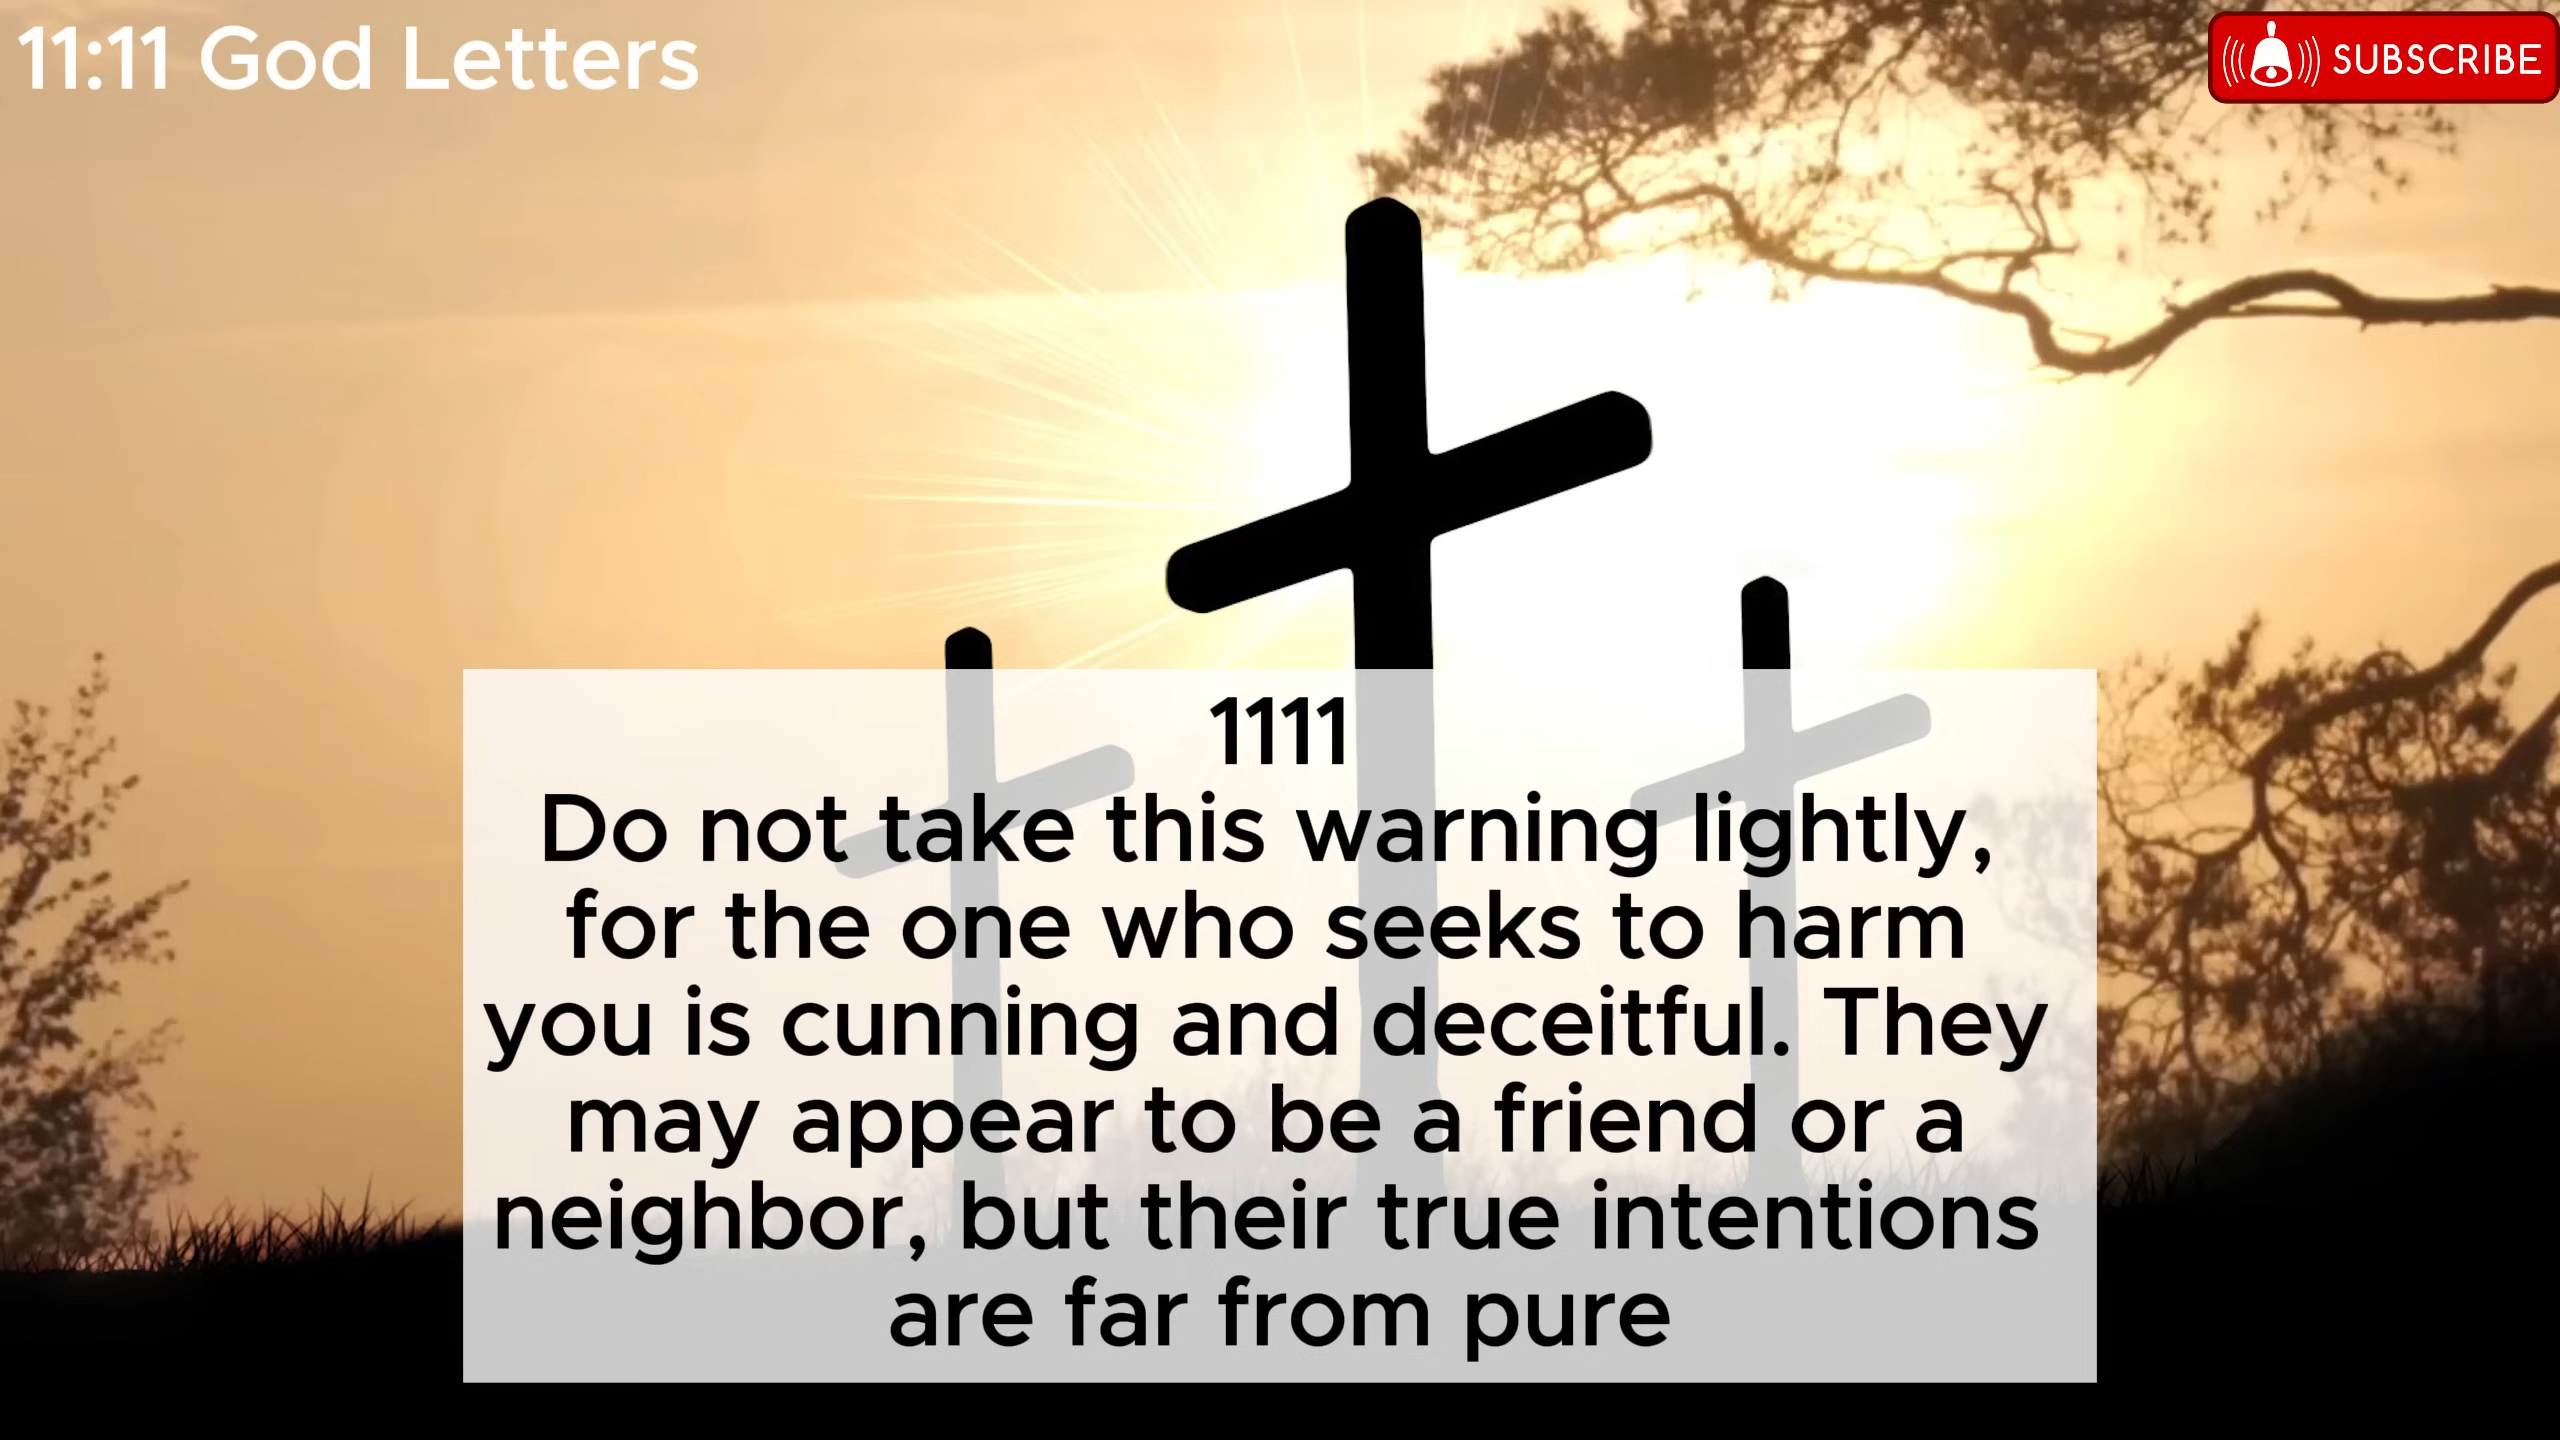 11:11 God Letters
SUBSCRIBE
1111
Do not take this warning lightly,
for the one who seeks to harm
you is cunning and deceitful. They
may appear to be a friend or a
neighbor, but their true intentions
are far from pure